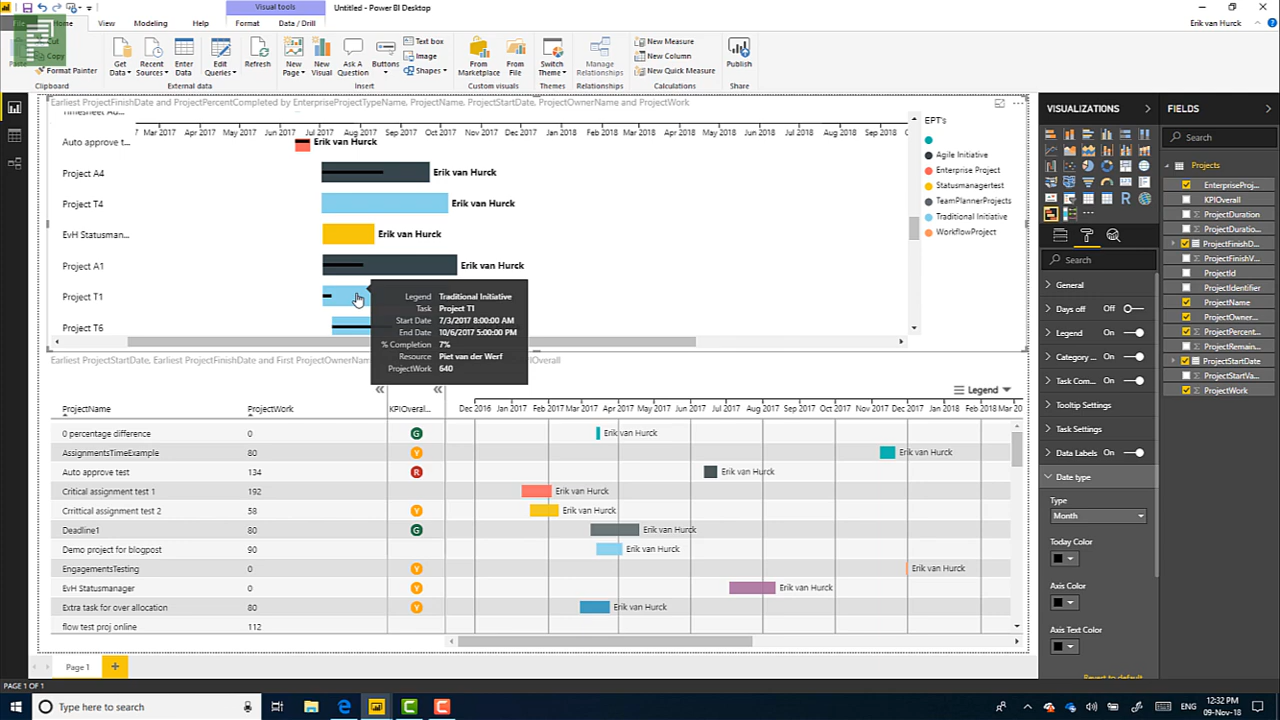 Visual tools
Untitled - Power BI Desktop
Home
View
Modeling
Help
Format
Data / Drill
Erik van Hurck
Cut
Copy
Format Painter
Clipboard
Get Data
Recent Sources
Enter Data
Edit Queries
Refresh
External data
New Page
New Visual
Ask A Question
Buttons
Text box
Image
Shapes
Insert
From Marketplace
From File
Custom visuals
Switch Theme
Themes
Manage Relationships
Relationships
New Measure
New Column
New Quick Measure
Calculations
Publish
Share
Earliest ProjectFinishDate and ProjectPercentCompleted by EnterpriseProjectTypeName, ProjectName, ProjectStartDate, ProjectOwnerName and ProjectWork
Timesheet Au...
Mar 2017 Apr 2017 May 2017 Jun 2017 Jul 2017 Aug 2017 Sep 2017 Oct 2017 Nov 2017 Dec 2017 Jan 2018 Feb 2018 Mar 2018 Apr 2018 May 2018 Jun 2018 Jul 2018 Aug 2018 Sep 2018
Auto approve t... Erik van Hurck
Project A4 Erik van Hurck
Project T4 Erik van Hurck
EvH Statusman... Erik van Hurck
Project A1 Erik van Hurck
Project T1
Project T6
Legend Traditional Initiative
Task Project T1
Start Date 7/3/2017 8:00:00 AM
End Date 10/6/2017 5:00:00 PM
% Completion 7%
Resource Piet van der Werf
ProjectWork 640
EPT's
Agile Initiative
Enterprise Project
Statusmanagertest
TeamPlannerProjects
Traditional Initiative
WorkflowProject
Earliest ProjectStartDate, Earliest ProjectFinishDate and First ProjectOwnerNam
IOverall
Legend
ProjectName ProjectWork KPIOveral...
Dec 2016 Jan 2017 Feb 2017 Mar 2017 Apr 2017 May 2017 Jun 2017 Jul 2017 Aug 2017 Sep 2017 Oct 2017 Nov 2017 Dec 2017 Jan 2018 Feb 2018 Mar 20
0 percentage difference 0 G Erik van Hurck
AssignmentsTimeExample 80 Y Erik van Hurck
Auto approve test 134 R Erik van Hurck
Critical assignment test 1 192 Erik van Hurck
Crrittical assignment test 2 58 Y Erik van Hurck
Deadline1 80 G Erik van Hurck
Demo project for blogpost 90 Erik van Hurck
EngagementsTesting 0 Y Erik van Hurck
EvH Statusmanager 0 Y Erik van Hurck
Extra task for over allocation 80 Y Erik van Hurck
flow test proj online 112
VISUALIZATIONS
Search
General
Days off Off
Legend On
Category ... On
Task Com... On
Tooltip Settings
Task Settings
Data Labels On
Date type
Type
Month
Today Color
Axis Color
Axis Text Color
Revert to default
FIELDS
Search
Projects
EnterprisePro...
KPIOverall
ProjectDuration
ProjectDuratio...
ProjectFinishD...
ProjectFinishV...
ProjectId
ProjectIdentifier
ProjectName
ProjectOwner...
ProjectPercent...
ProjectRemain...
ProjectStartDate
ProjectStartVa...
ProjectWork
Page 1
PAGE 1 OF 1
Type here to search
12:32 PM
09-Nov-18